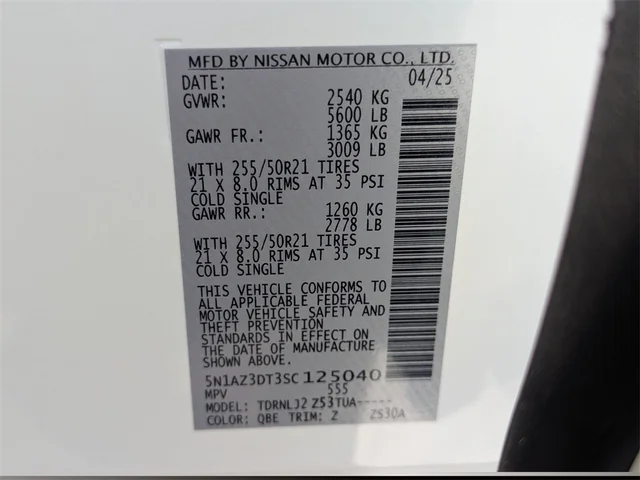 MFD BY NISSAN MOTOR CO., LTD.
DATE: 04/25
GVWR: 2540 KG
5600 LB
GAWR FR.: 1365 KG
3009 LB
WITH 255/50R21 TIRES
21 X 8.0 RIMS AT 35 PSI
COLD SINGLE
GAWR RR.: 1260 KG
2778 LB
WITH 255/50R21 TIRES
21 X 8.0 RIMS AT 35 PSI
COLD SINGLE
THIS VEHICLE CONFORMS TO
ALL APPLICABLE FEDERAL
MOTOR VEHICLE SAFETY AND
THEFT PREVENTION
STANDARDS IN EFFECT ON
THE DATE OF MANUFACTURE
SHOWN ABOVE.
5N1AZ3DT3SC125040
MPV 555
MODEL: TDRNLJ2 Z53TUA-----
COLOR: QBE TRIM: Z ZS30A